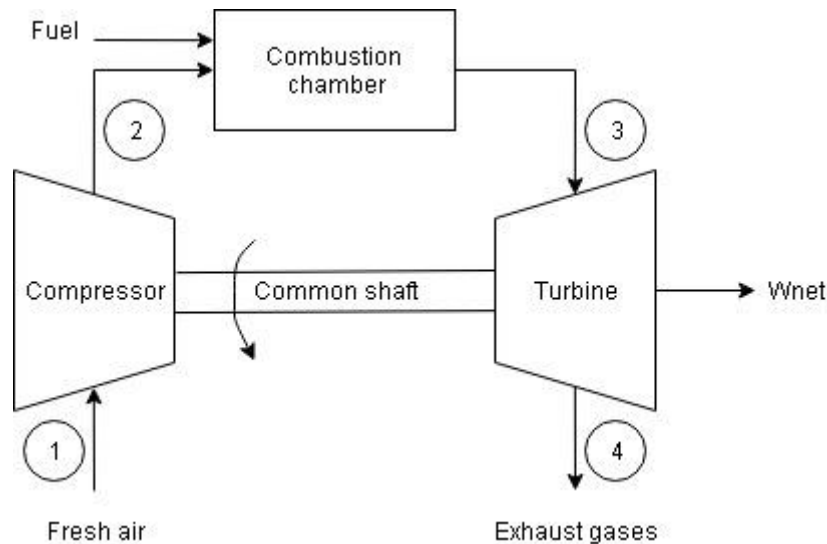 Fuel
Combustion
chamber
2
3
Compressor
Common shaft
Turbine
Wnet
1
4
Fresh air
Exhaust gases